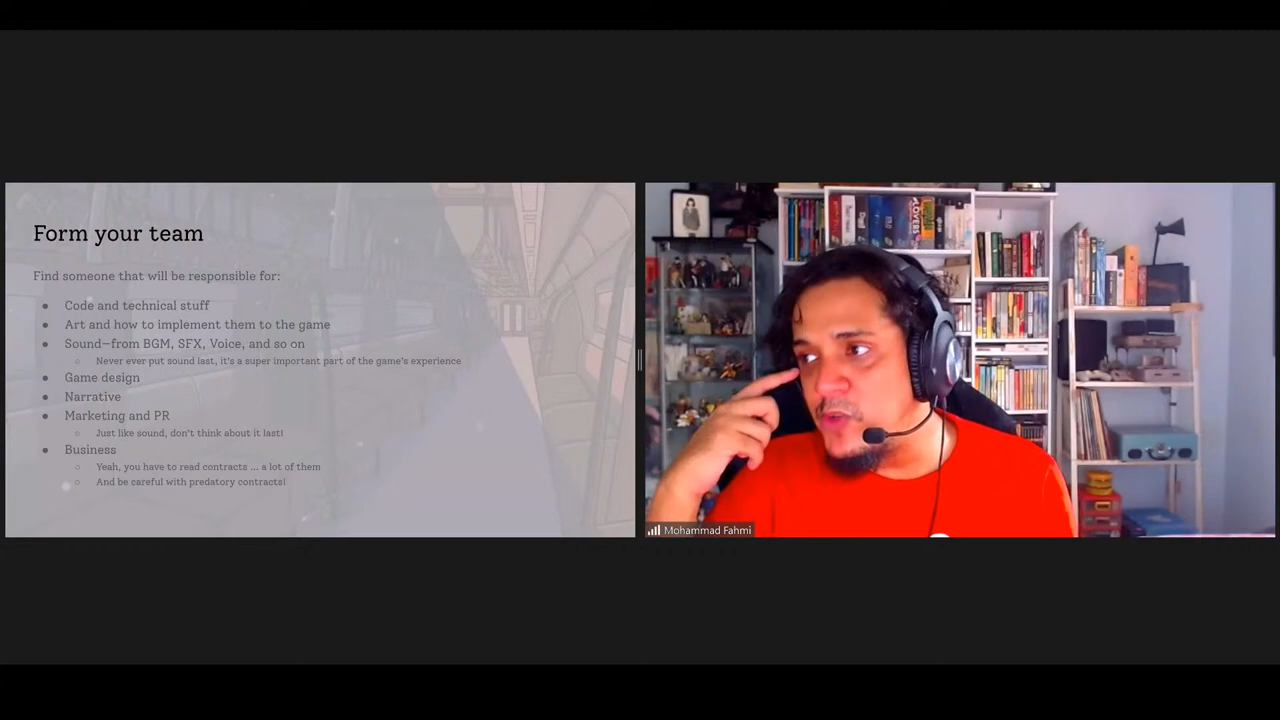 Form your team
Find someone that will be responsible for:
● Code and technical stuff
● Art and how to implement them to the game
● Sound—from BGM, SFX, Voice, and so on
○ Never ever put sound last, it's a super important part of the game's experience
● Game design
● Narrative
● Marketing and PR
○ Just like sound, don't think about it last!
● Business
○ Yeah, you have to read contracts ... a lot of them
○ And be careful with predatory contracts!
LOVERS
Mohammad Fahmi